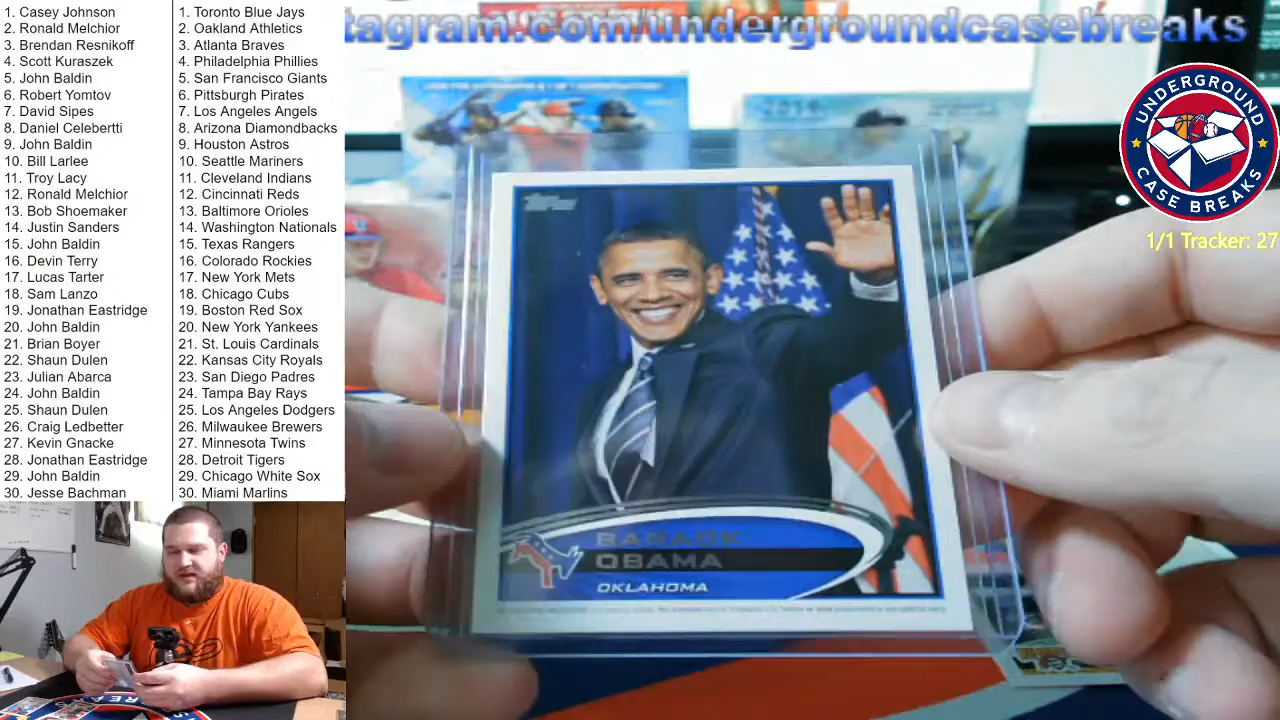 1. Casey Johnson
2. Ronald Melchior
3. Brendan Resnikoff
4. Scott Kuraszek
5. John Baldin
6. Robert Yomtov
7. David Sipes
8. Daniel Celebertti
9. John Baldin
10. Bill Larlee
11. Troy Lacy
12. Ronald Melchior
13. Bob Shoemaker
14. Justin Sanders
15. John Baldin
16. Devin Terry
17. Lucas Tarter
18. Sam Lanzo
19. Jonathan Eastridge
20. John Baldin
21. Brian Boyer
22. Shaun Dulen
23. Julian Abarca
24. John Baldin
25. Shaun Dulen
26. Craig Ledbetter
27. Kevin Gnacke
28. Jonathan Eastridge
29. John Baldin
30. Jesse Bachman
1. Toronto Blue Jays
2. Oakland Athletics
3. Atlanta Braves
4. Philadelphia Phillies
5. San Francisco Giants
6. Pittsburgh Pirates
7. Los Angeles Angels
8. Arizona Diamondbacks
9. Houston Astros
10. Seattle Mariners
11. Cleveland Indians
12. Cincinnati Reds
13. Baltimore Orioles
14. Washington Nationals
15. Texas Rangers
16. Colorado Rockies
17. New York Mets
18. Chicago Cubs
19. Boston Red Sox
20. New York Yankees
21. St. Louis Cardinals
22. Kansas City Royals
23. San Diego Padres
24. Tampa Bay Rays
25. Los Angeles Dodgers
26. Milwaukee Brewers
27. Minnesota Twins
28. Detroit Tigers
29. Chicago White Sox
30. Miami Marlins
tagram.com/undergroundcasebreaks
UNDERGROUND
CASE BREAKS
1/1 Tracker: 27
Topps
BARACK
OBAMA
OKLAHOMA